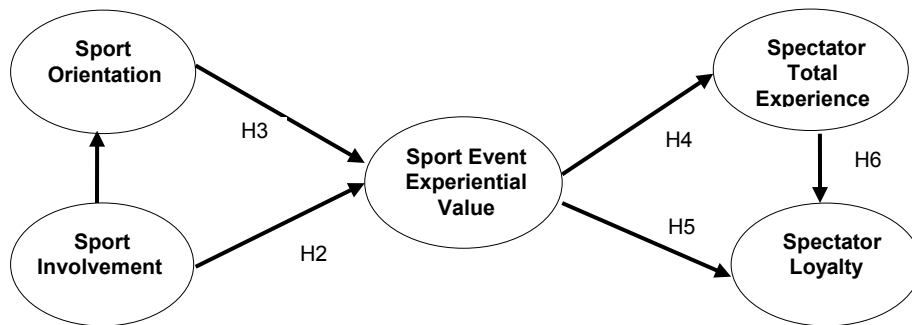 Sport
Orientation
Spectator
Total
Experience
H3
H4
H6
Sport Event
Experiential
Value
Sport
Involvement
H2
H5
Spectator
Loyalty